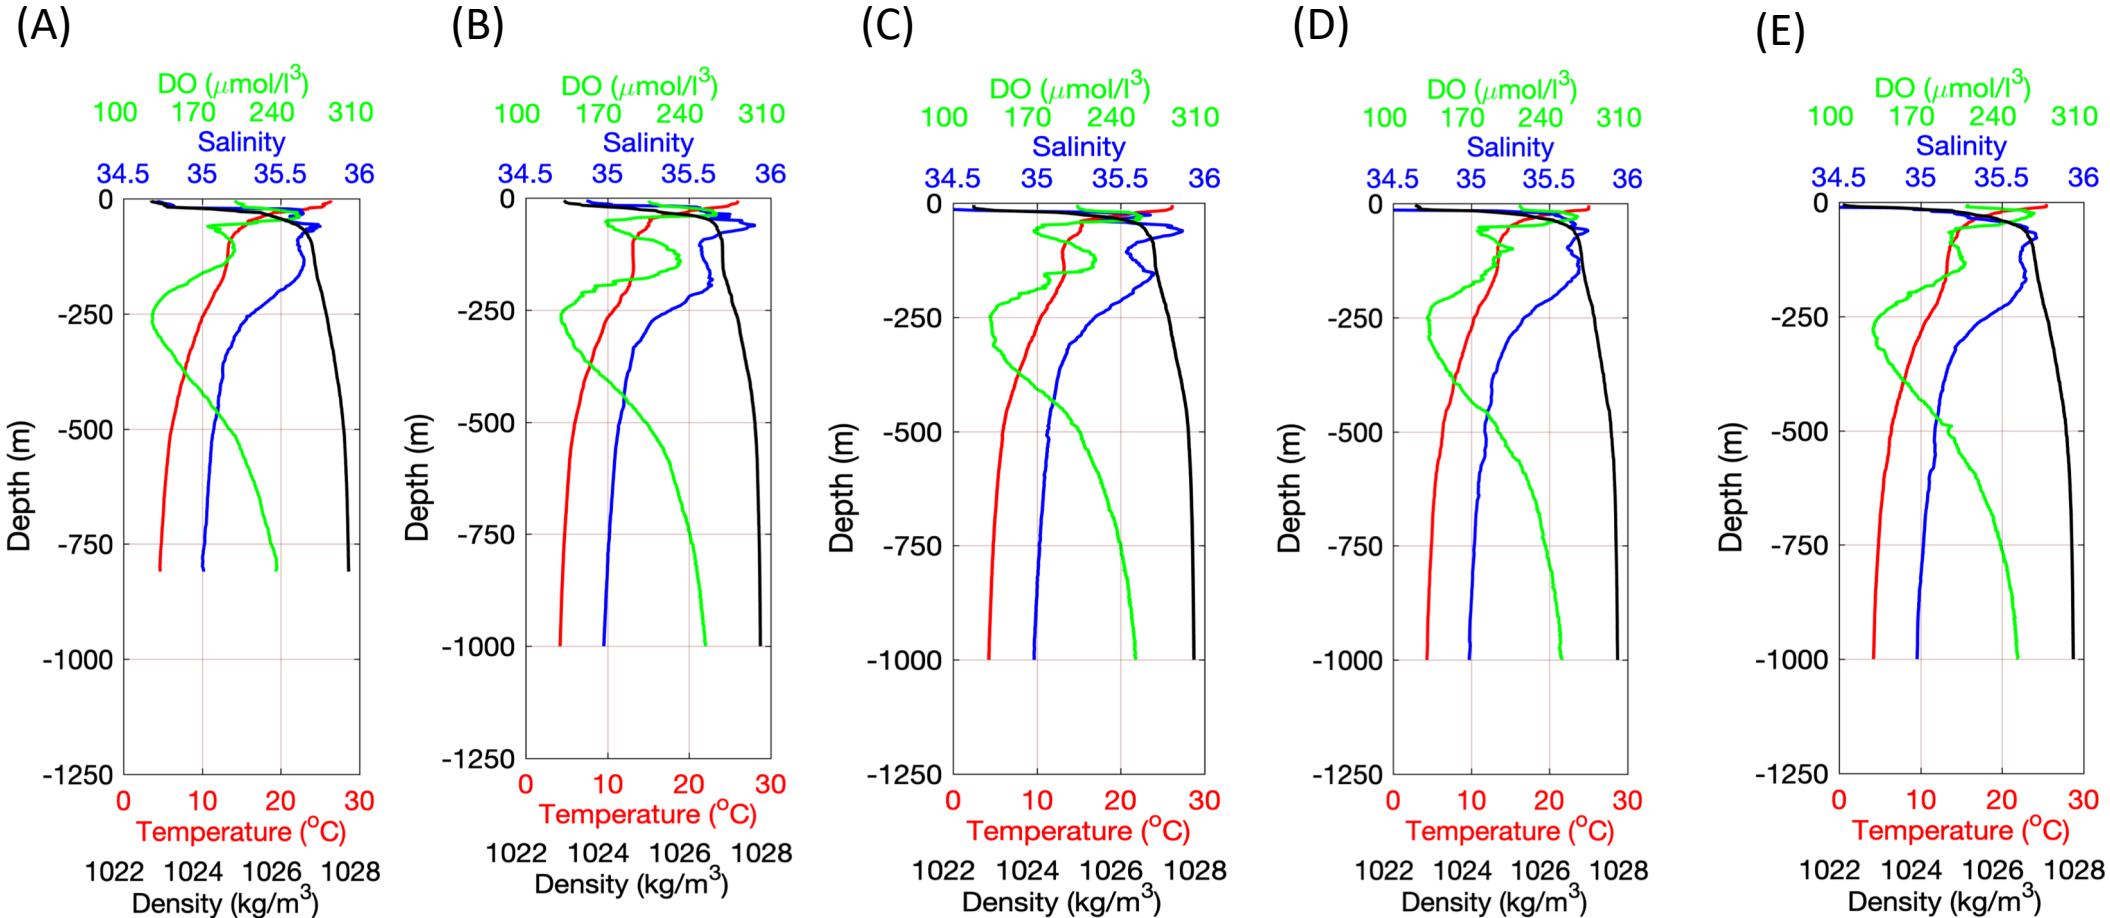 (A)
DO (μmol/l³)
100 170 240 310
Salinity
34.5 35 35.5 36
0
-250
-500
-750
-1000
-1250
Depth (m)
0 10 20 30
Temperature (°C)
1022 1024 1026 1028
Density (kg/m³)
(B)
DO (μmol/l³)
100 170 240 310
Salinity
34.5 35 35.5 36
0
-250
-500
-750
-1000
-1250
Depth (m)
0 10 20 30
Temperature (°C)
1022 1024 1026 1028
Density (kg/m³)
(C)
DO (μmol/l³)
100 170 240 310
Salinity
34.5 35 35.5 36
0
-250
-500
-750
-1000
-1250
Depth (m)
0 10 20 30
Temperature (°C)
1022 1024 1026 1028
Density (kg/m³)
(D)
DO (μmol/l³)
100 170 240 310
Salinity
34.5 35 35.5 36
0
-250
-500
-750
-1000
-1250
Depth (m)
0 10 20 30
Temperature (°C)
1022 1024 1026 1028
Density (kg/m³)
(E)
DO (μmol/l³)
100 170 240 310
Salinity
34.5 35 35.5 36
0
-250
-500
-750
-1000
-1250
Depth (m)
0 10 20 30
Temperature (°C)
1022 1024 1026 1028
Density (kg/m³)